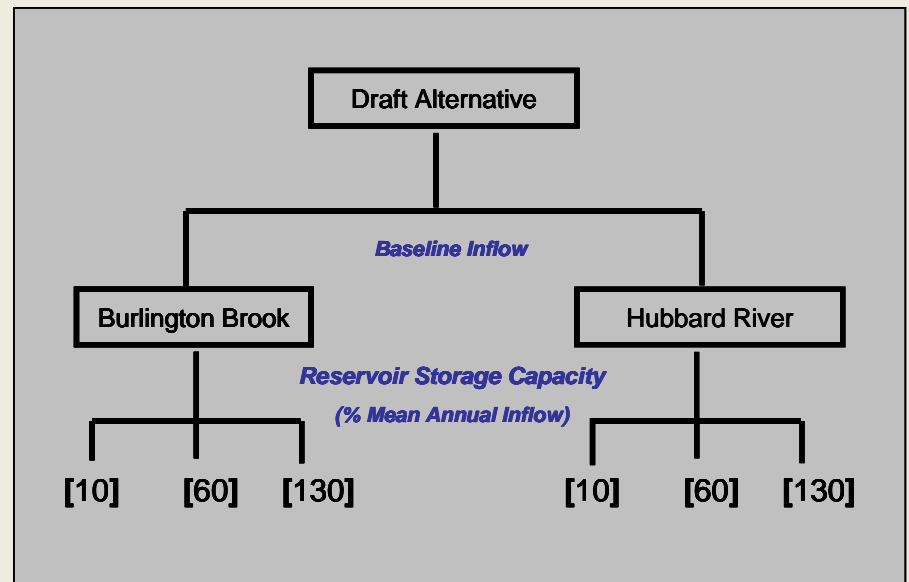 Draft Alternative
Baseline Inflow
Burlington Brook
Hubbard River
Reservoir Storage Capacity
(% Mean Annual Inflow)
[10] [60] [130] [10] [60] [130]